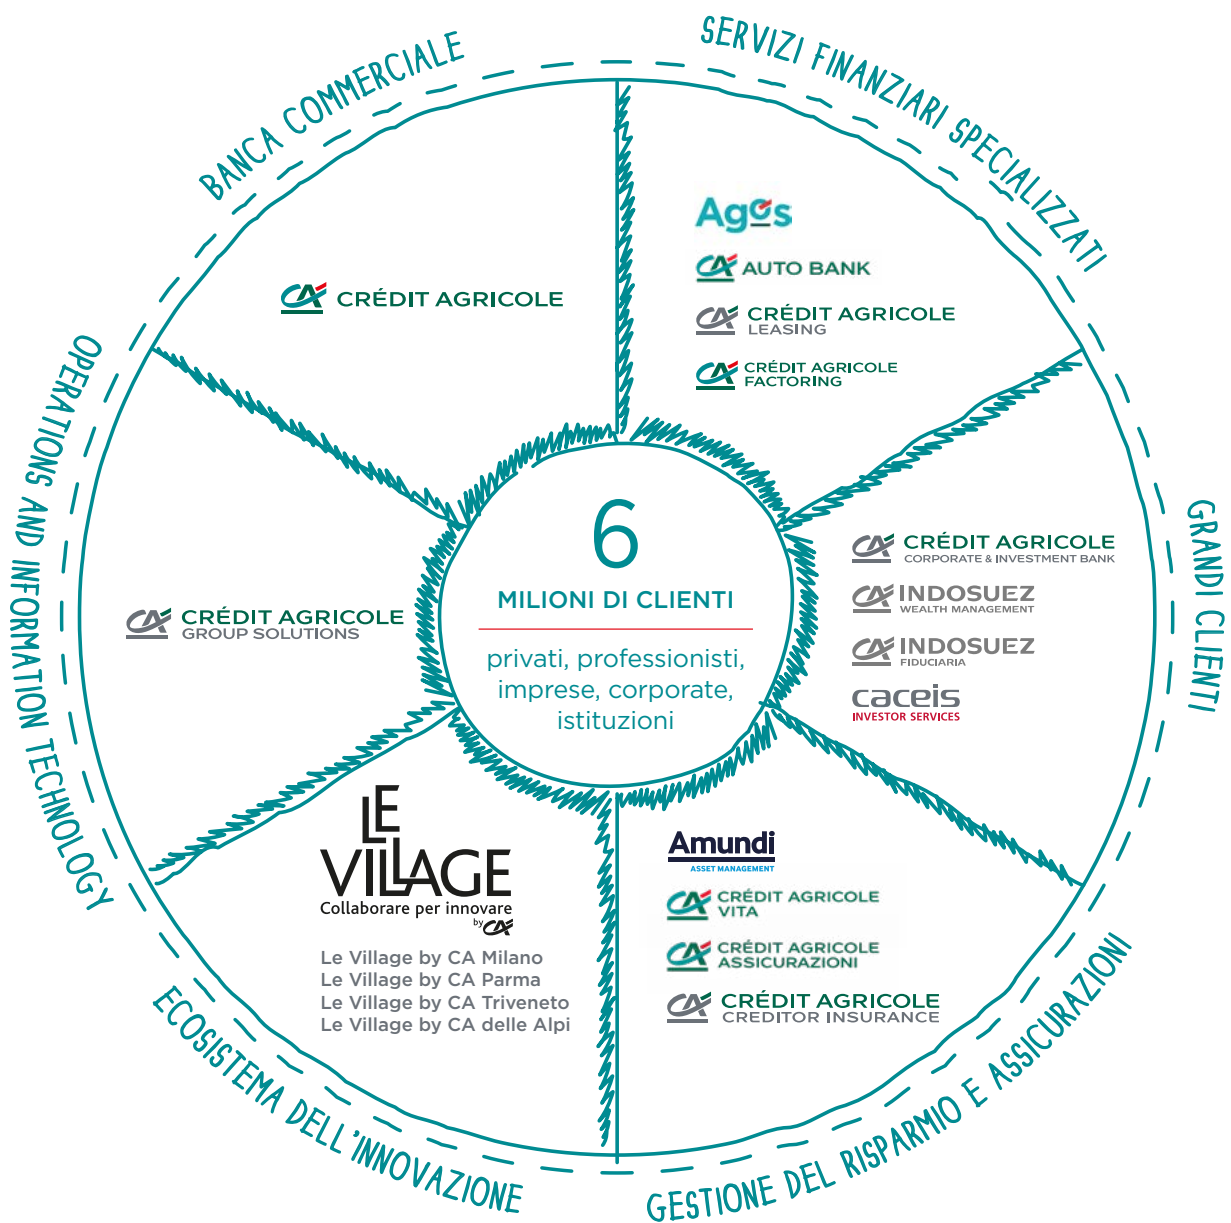 BANCA COMMERCIALE
CRÉDIT AGRICOLE
SERVIZI FINANZIARI SPECIALIZZATI
Agos
AUTO BANK
CRÉDIT AGRICOLE
LEASING
CRÉDIT AGRICOLE
FACTORING
GRANDI CLIENTI
CRÉDIT AGRICOLE
CORPORATE & INVESTMENT BANK
INDOSUEZ
WEALTH MANAGEMENT
INDOSUEZ
FIDUCIARIA
caceis
INVESTOR SERVICES
GESTIONE DEL RISPARMIO E ASSICURAZIONI
Amundi
ASSET MANAGEMENT
CRÉDIT AGRICOLE
VITA
CRÉDIT AGRICOLE
ASSICURAZIONI
CRÉDIT AGRICOLE
CREDITOR INSURANCE
ECOSISTEMA DELL'INNOVAZIONE
LE
VILLAGE
Collaborare per innovare
by CA
Le Village by CA Milano
Le Village by CA Parma
Le Village by CA Triveneto
Le Village by CA delle Alpi
OPERATIONS AND INFORMATION TECHNOLOGY
CRÉDIT AGRICOLE
GROUP SOLUTIONS
6
MILIONI DI CLIENTI
privati, professionisti,
imprese, corporate,
istituzioni